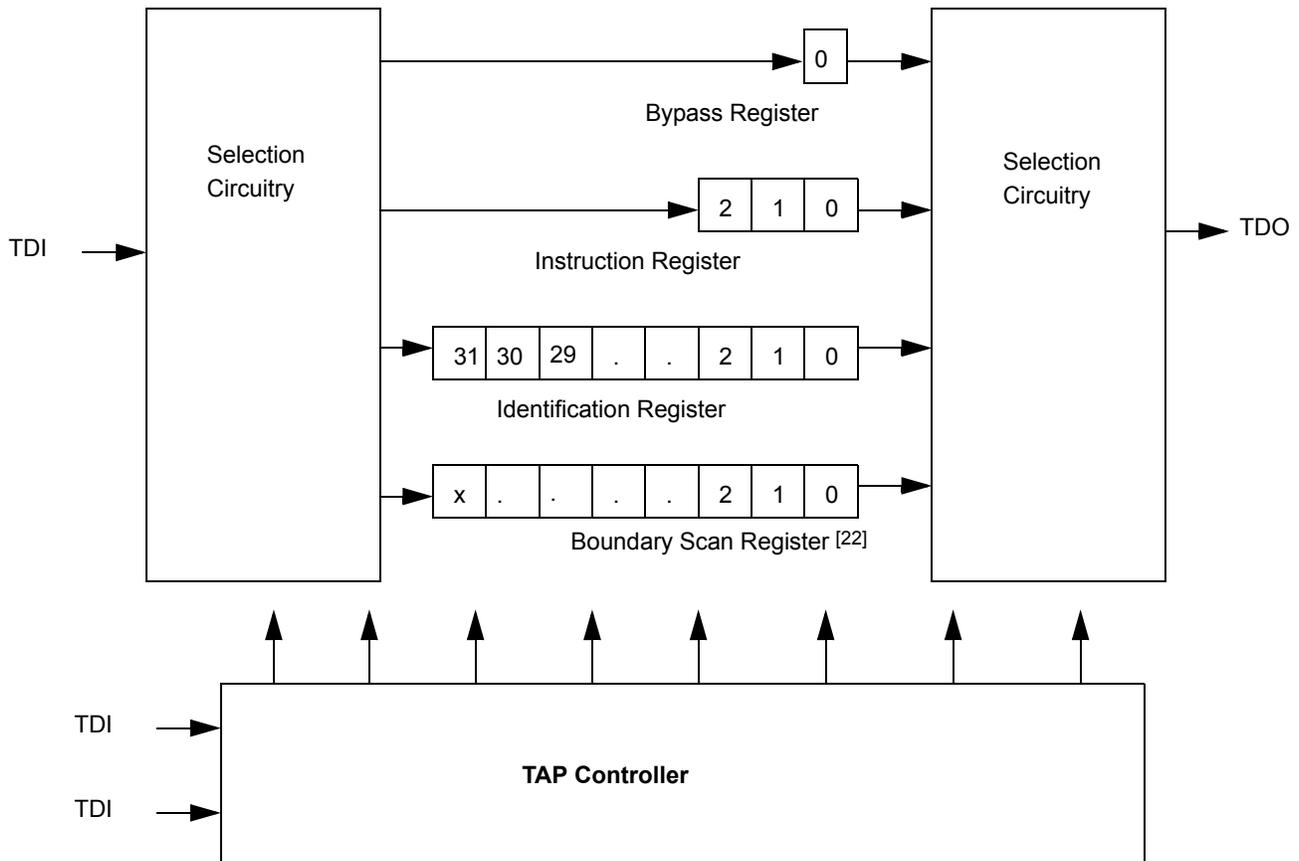 0
Bypass Register
Selection
Circuitry
Selection
Circuitry
2 1 0
TDI
TDO
Instruction Register
31 30 29 . . 2 1 0
Identification Register
x . . . . 2 1 0
Boundary Scan Register [22]
TDI
TAP Controller
TDI